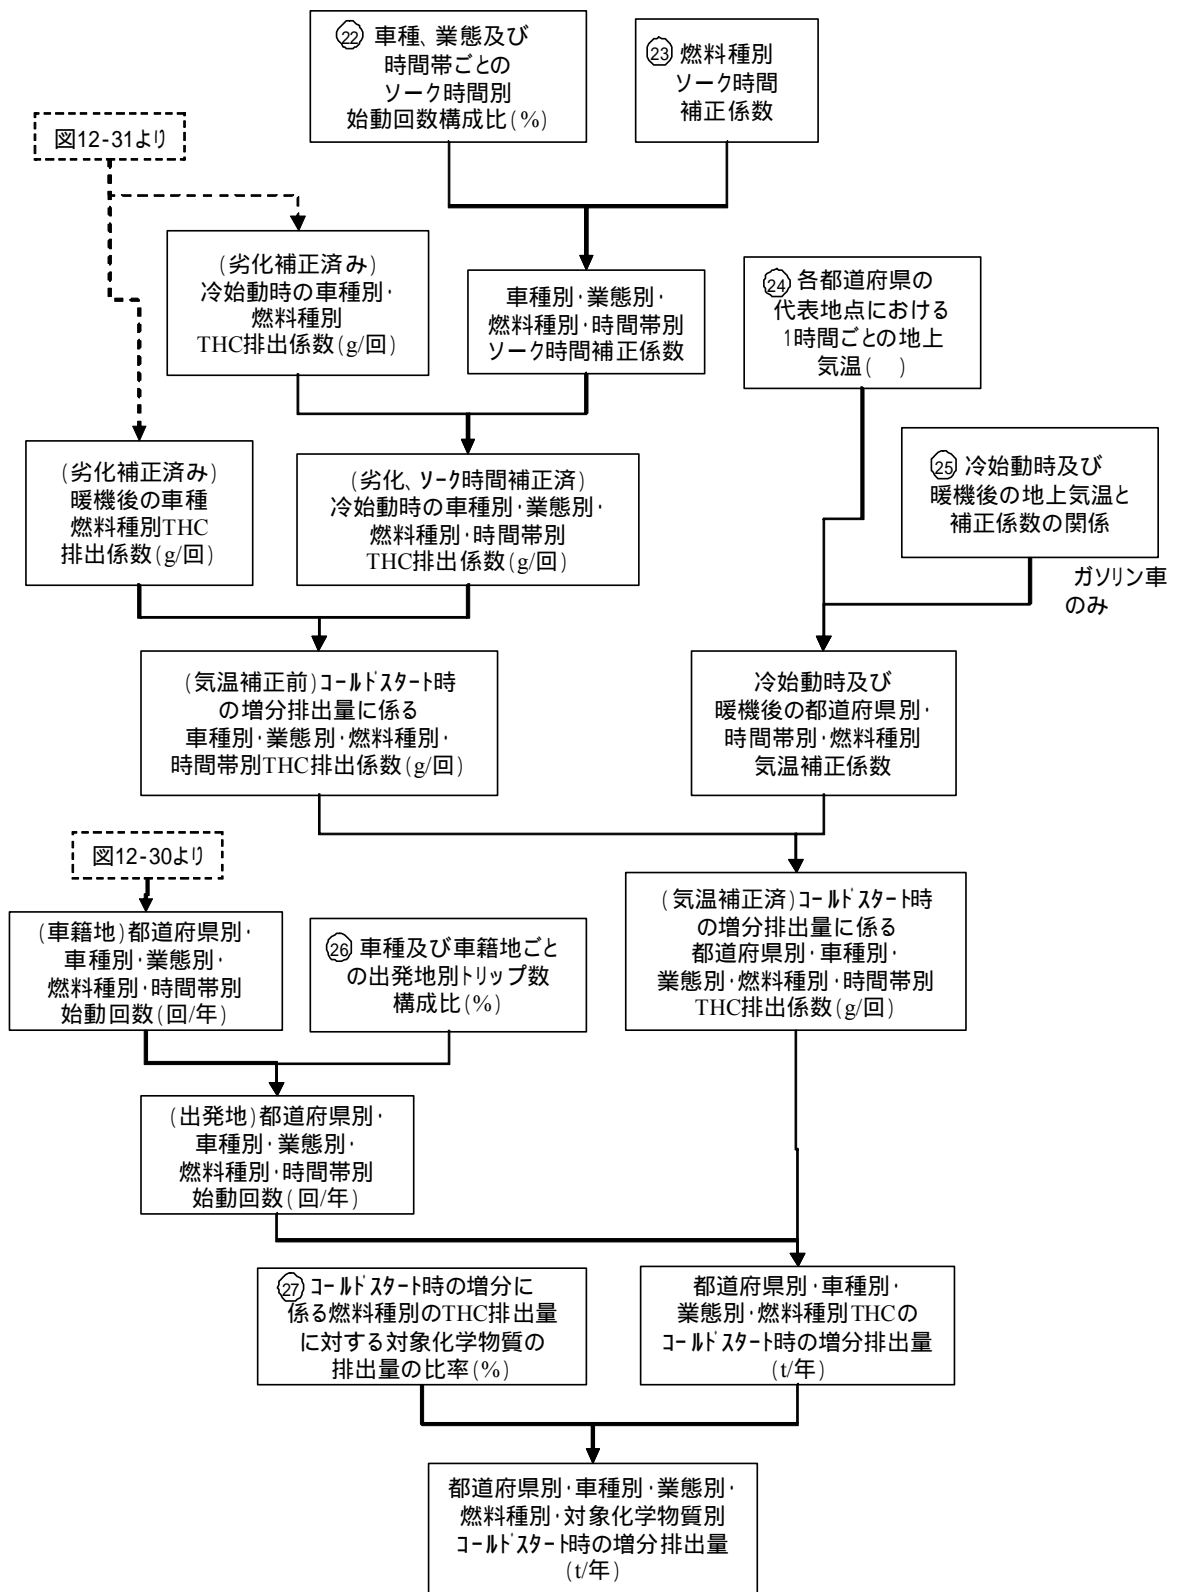 ㉒ 車種、業態及び
時間帯ごとの
ソーク時間別
始動回数構成比(%)
㉓ 燃料種別
ソーク時間
補正係数
図12-31より
(劣化補正済み)
冷始動時の車種別・
燃料種別
THC排出係数(g/回)
車種別・業態別・
燃料種別・時間帯別
ソーク時間補正係数
㉔ 各都道府県の
代表地点における
1時間ごとの地上
気温( )
(劣化補正済み)
暖機後の車種
燃料種別THC
排出係数(g/回)
(劣化、ソーク時間補正済)
冷始動時の車種別・業態別・
燃料種別・時間帯別
THC排出係数(g/回)
㉕ 冷始動時及び
暖機後の地上気温と
補正係数の関係
ガソリン車
のみ
(気温補正前)コールドスタート時
の増分排出量に係る
車種別・業態別・燃料種別・
時間帯別THC排出係数(g/回)
冷始動時及び
暖機後の都道府県別・
時間帯別・燃料種別
気温補正係数
図12-30より
(車籍地)都道府県別・
車種別・業態別・
燃料種別・時間帯別
始動回数(回/年)
㉖ 車種及び車籍地ごと
の出発地別トリップ数
構成比(%)
(気温補正済)コールドスタート時
の増分排出量に係る
都道府県別・車種別・
業態別・燃料種別・時間帯別
THC排出係数(g/回)
(出発地)都道府県別・
車種別・業態別・
燃料種別・時間帯別
始動回数(回/年)
㉗ コールドスタート時の増分に
係る燃料種別のTHC排出量
に対する対象化学物質の
排出量の比率(%)
都道府県別・車種別・
業態別・燃料種別THCの
コールドスタート時の増分排出量
(t/年)
都道府県別・車種別・業態別・
燃料種別・対象化学物質別
コールドスタート時の増分排出量
(t/年)